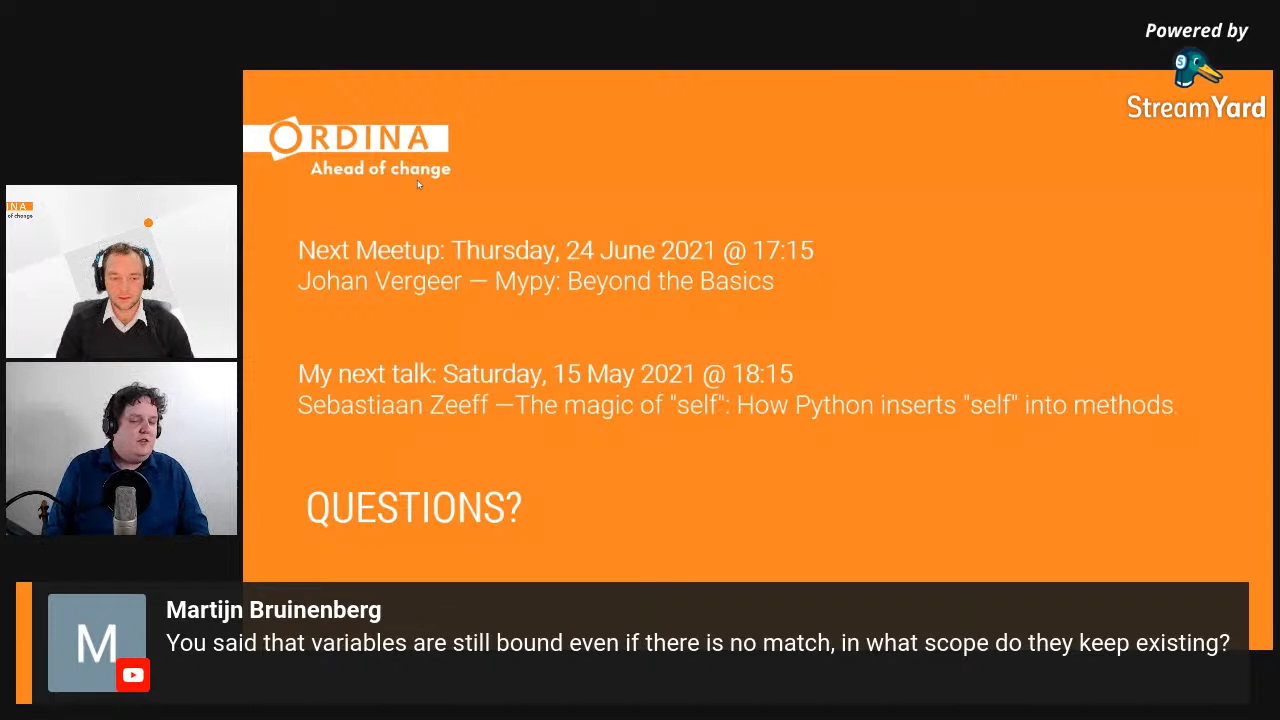 Powered by
StreamYard
ORDINA
Ahead of change
INA
of change
Next Meetup: Thursday, 24 June 2021 @ 17:15
Johan Vergeer — Mypy: Beyond the Basics
My next talk: Saturday, 15 May 2021 @ 18:15
Sebastiaan Zeeff —The magic of "self": How Python inserts "self" into methods.
QUESTIONS?
M
Martijn Bruinenberg
You said that variables are still bound even if there is no match, in what scope do they keep existing?